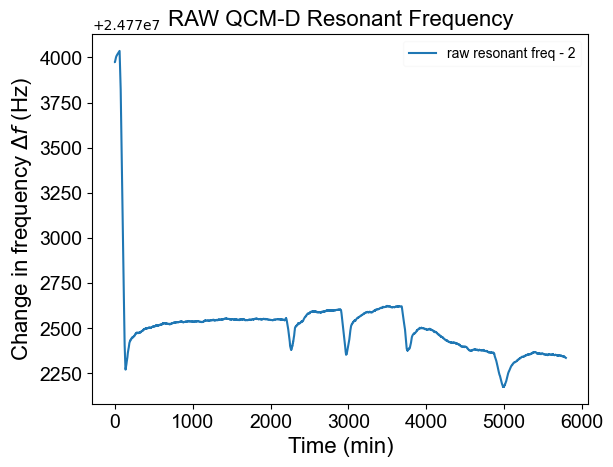 RAW QCM-D Resonant Frequency
+2.477e7
raw resonant freq - 2
Change in frequency Δf (Hz)
4000
3750
3500
3250
3000
2750
2500
2250
0 1000 2000 3000 4000 5000 6000
Time (min)